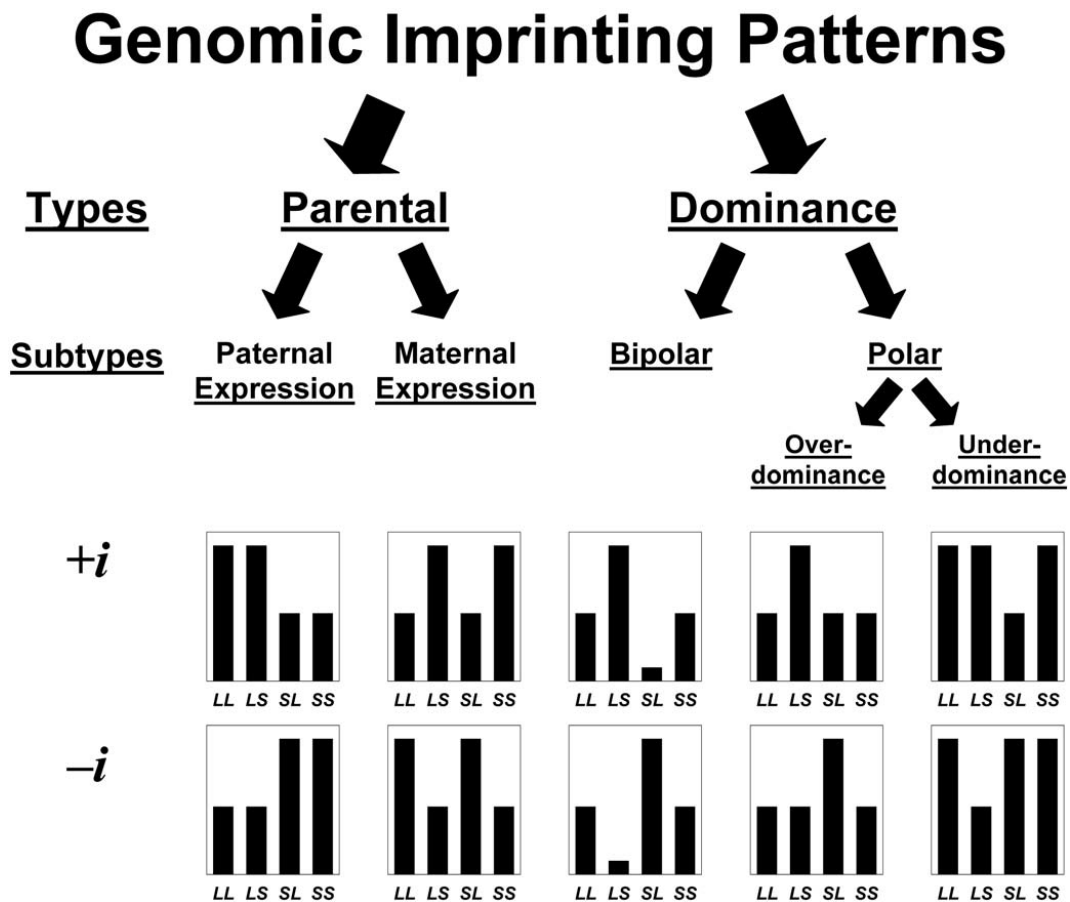 Genomic Imprinting Patterns
Types Parental Dominance
Subtypes Paternal Expression Maternal Expression Bipolar Polar
Over-dominance Under-dominance
+i
LL LS SL SS LL LS SL SS LL LS SL SS LL LS SL SS LL LS SL SS
−i
LL LS SL SS LL LS SL SS LL LS SL SS LL LS SL SS LL LS SL SS